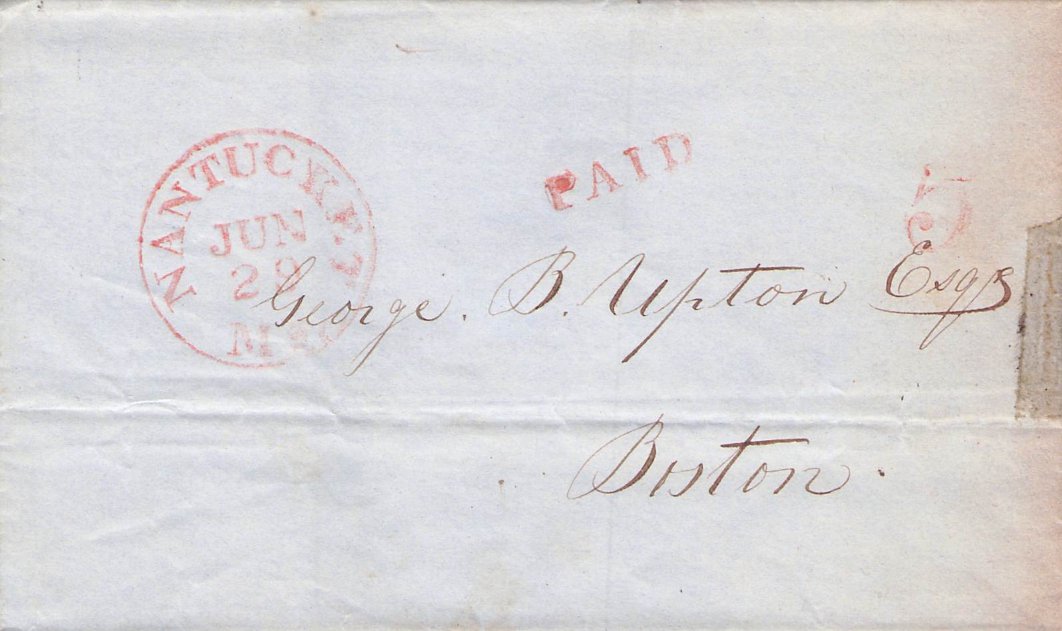 NANTUCKET
JUN
29
Ms
PAID
5
George. B. Upton Esqr
Boston.